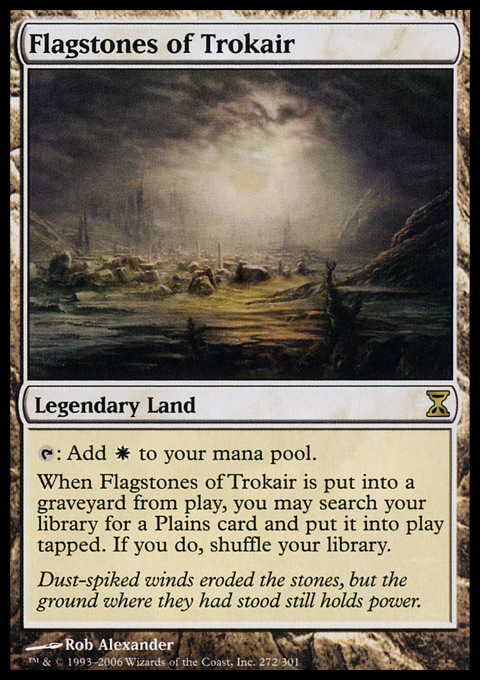 Flagstones of Trokair
Legendary Land
: Add to your mana pool.
When Flagstones of Trokair is put into a
graveyard from play, you may search your
library for a Plains card and put it into play
tapped. If you do, shuffle your library.
Dust-spiked winds eroded the stones, but the
ground where they had stood still holds power.
Rob Alexander
™ & © 1993–2006 Wizards of the Coast, Inc. 272/301